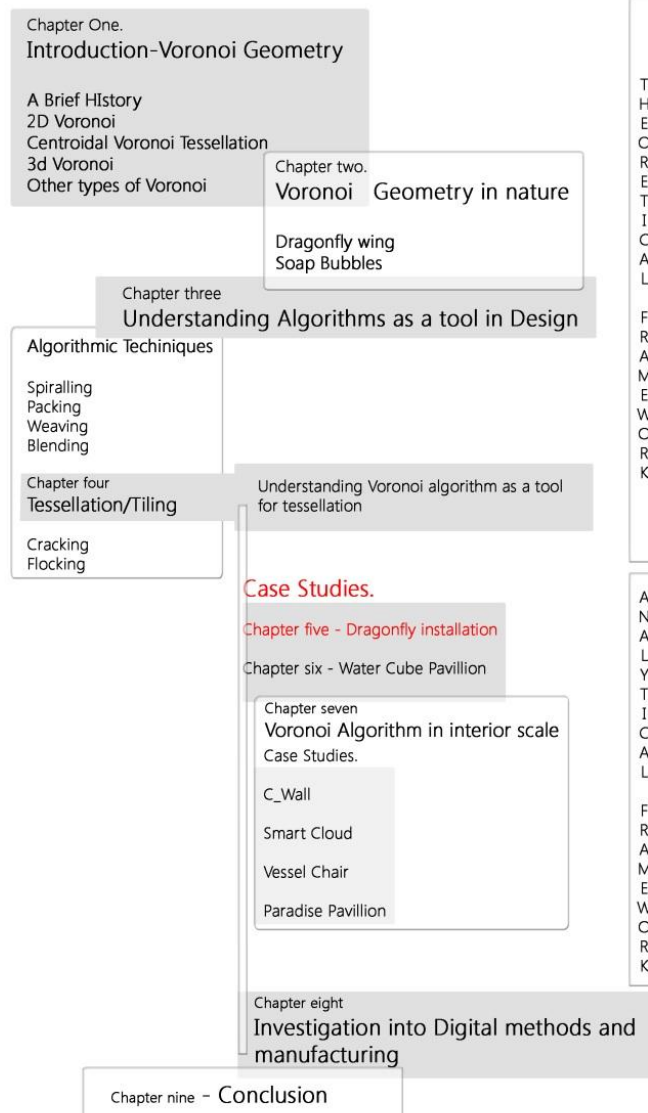 Chapter One.
Introduction-Voronoi Geometry
A Brief HIstory
2D Voronoi
Centroidal Voronoi Tessellation
3d Voronoi
Other types of Voronoi
Chapter two.
Voronoi Geometry in nature
Dragonfly wing
Soap Bubbles
Chapter three
Understanding Algorithms as a tool in Design
Algorithmic Techiniques
Spiralling
Packing
Weaving
Blending
Chapter four
Tessellation/Tiling
Understanding Voronoi algorithm as a tool
for tessellation
Cracking
Flocking
Case Studies.
Chapter five - Dragonfly installation
Chapter six - Water Cube Pavillion
Chapter seven
Voronoi Algorithm in interior scale
Case Studies.
C_Wall
Smart Cloud
Vessel Chair
Paradise Pavillion
Chapter eight
Investigation into Digital methods and
manufacturing
Chapter nine - Conclusion
THEORETICAL
FRAMEWORK
ANALYTICAL
FRAMEWORK